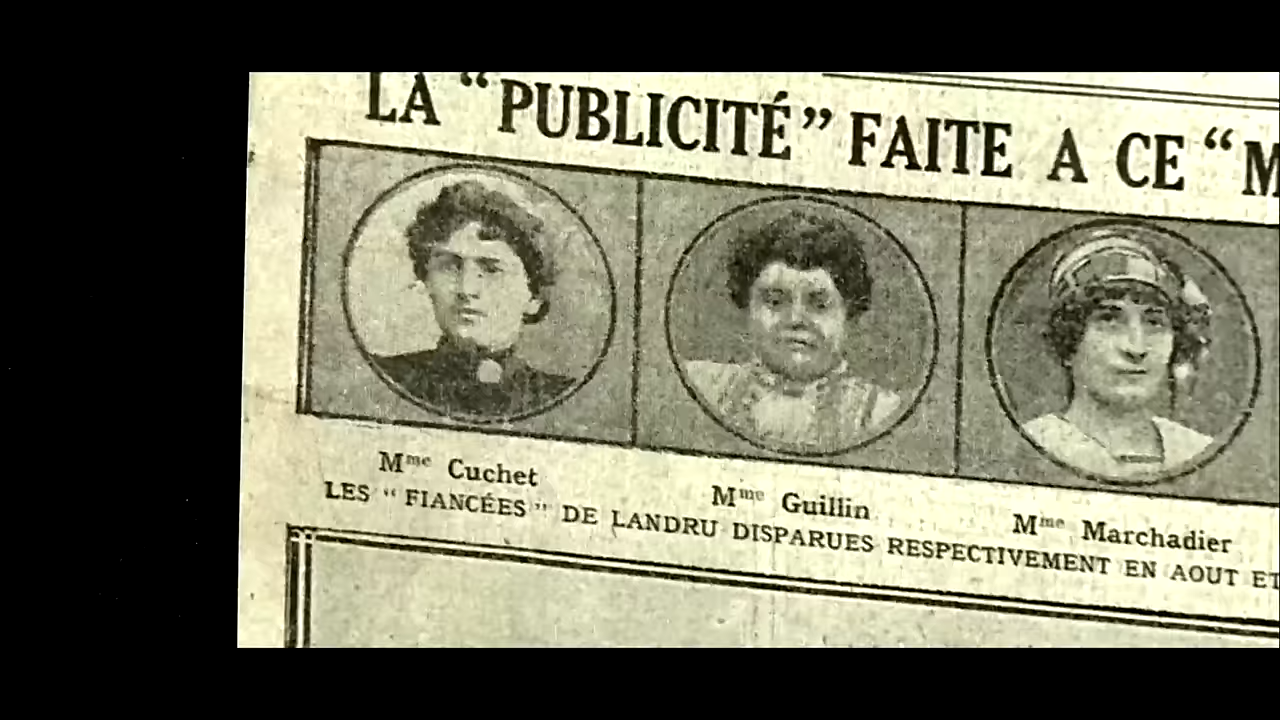 LA “PUBLICITÉ” FAITE A CE “M
Mme Cuchet
Mme Guillin
Mme Marchadier
LES “FIANCÉES” DE LANDRU DISPARUES RESPECTIVEMENT EN AOUT ET